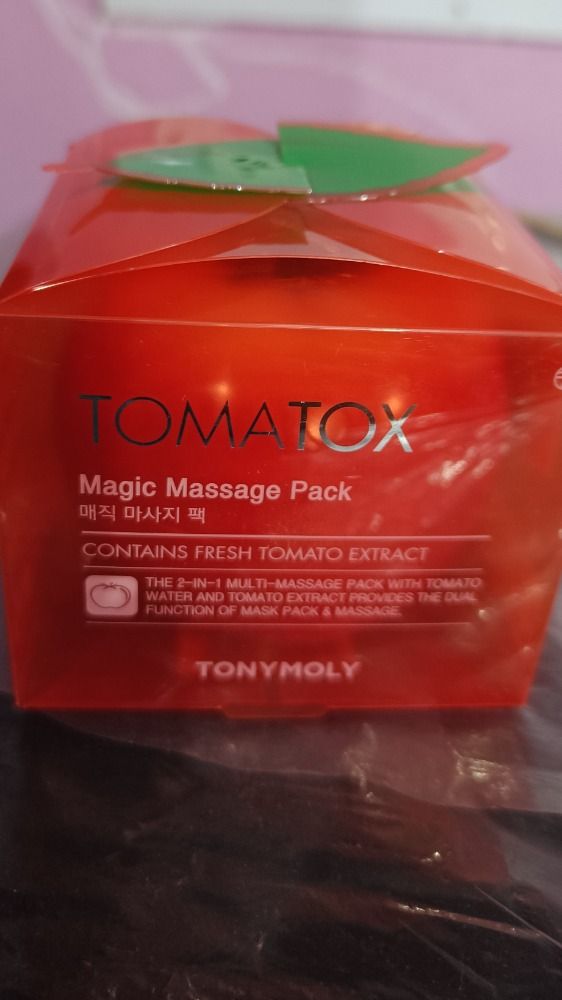 TOMATOX
Magic Massage Pack
매직 마사지 팩
CONTAINS FRESH TOMATO EXTRACT
THE 2-IN-1 MULTI-MASSAGE PACK WITH TOMATO
WATER AND TOMATO EXTRACT PROVIDES THE DUAL
FUNCTION OF MASK PACK & MASSAGE.
TONYMOLY